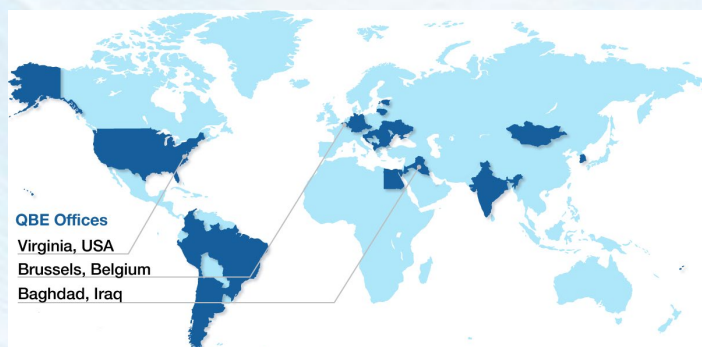 QBE Offices
Virginia, USA
Brussels, Belgium
Baghdad, Iraq